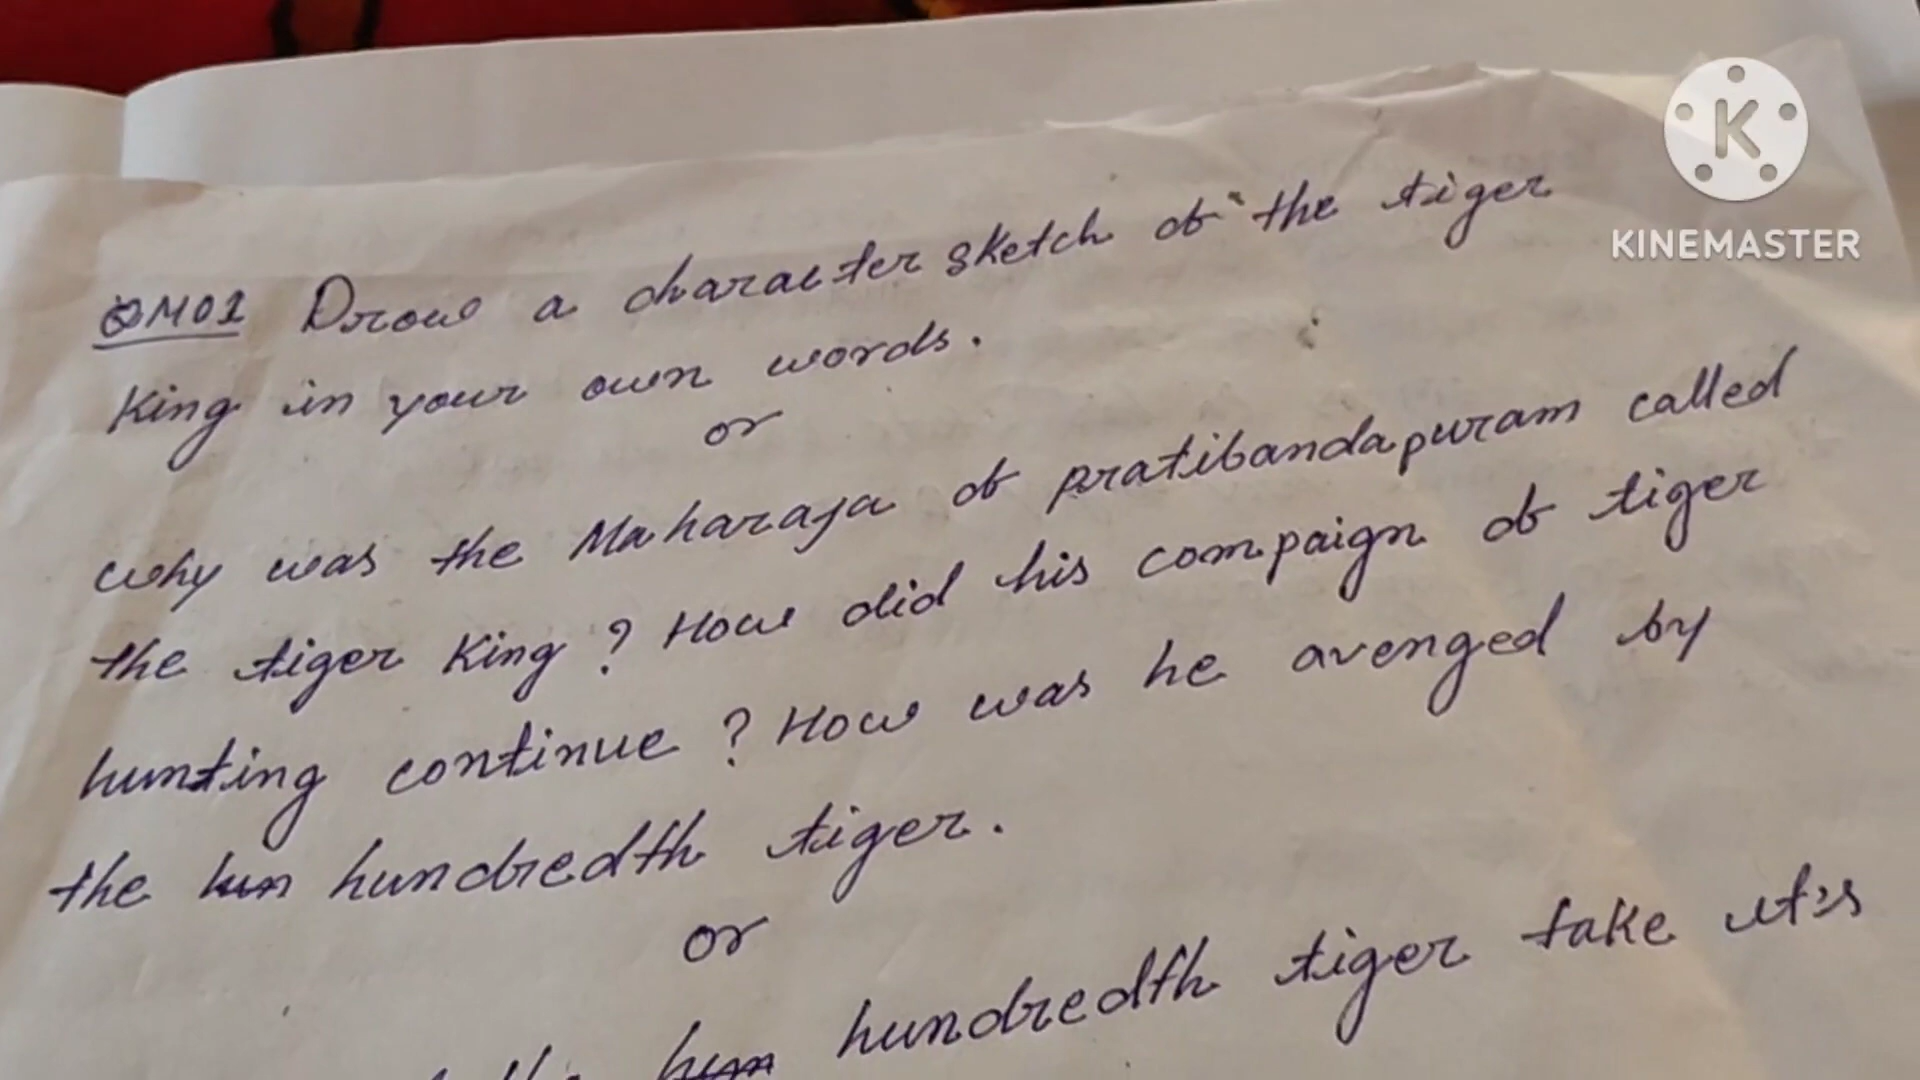 K
KINEMASTER
QNO1 Draw a character sketch of the tiger
King in your own words.
or
Why was the Maharaja of pratibandapuram called
the tiger King? How did his compaign of tiger
hunting continue? How was he avenged by
the hun hundredth tiger.
or
the hun hundredth tiger take it's